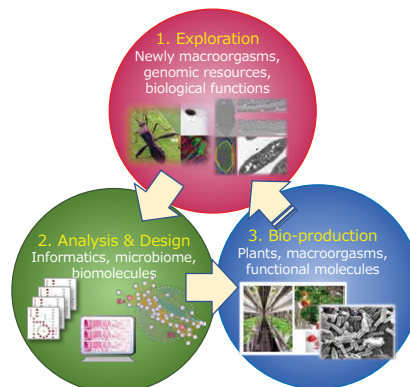 1. Exploration
Newly macroorgasms,
genomic resources,
biological functions
2. Analysis & Design
Informatics, microbiome,
biomolecules
3. Bio-production
Plants, macroorgasms,
functional molecules